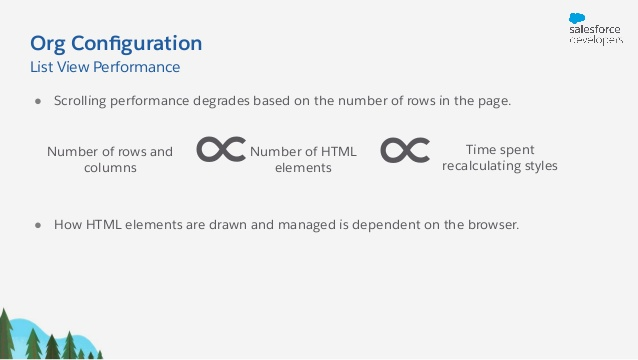 salesforce
developers
Org Configuration
List View Performance
● Scrolling performance degrades based on the number of rows in the page.
Number of rows and
columns
∝
Number of HTML
elements
∝
Time spent
recalculating styles
● How HTML elements are drawn and managed is dependent on the browser.